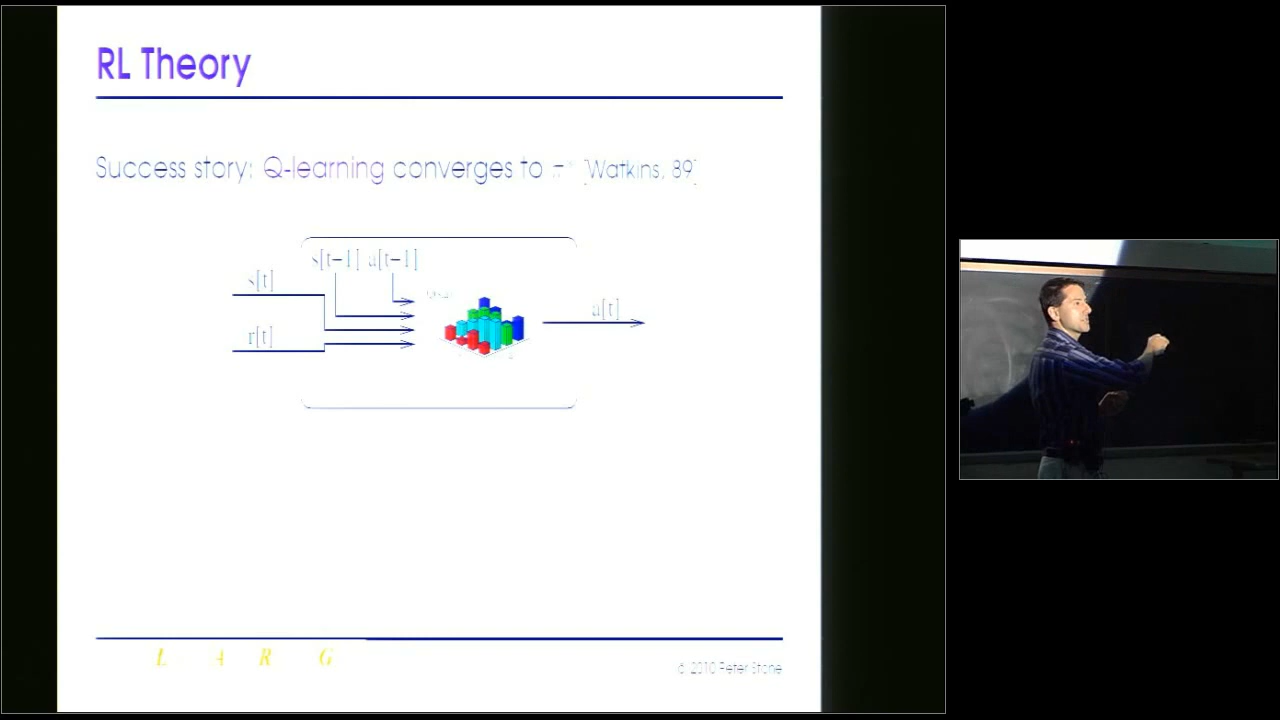 RL Theory
Success story: Q-learning converges to π* [Watkins, 89]
s[t-1] a[t-1]
s[t]
r[t]
a[t]
L A R G
© 2010 Peter Stone